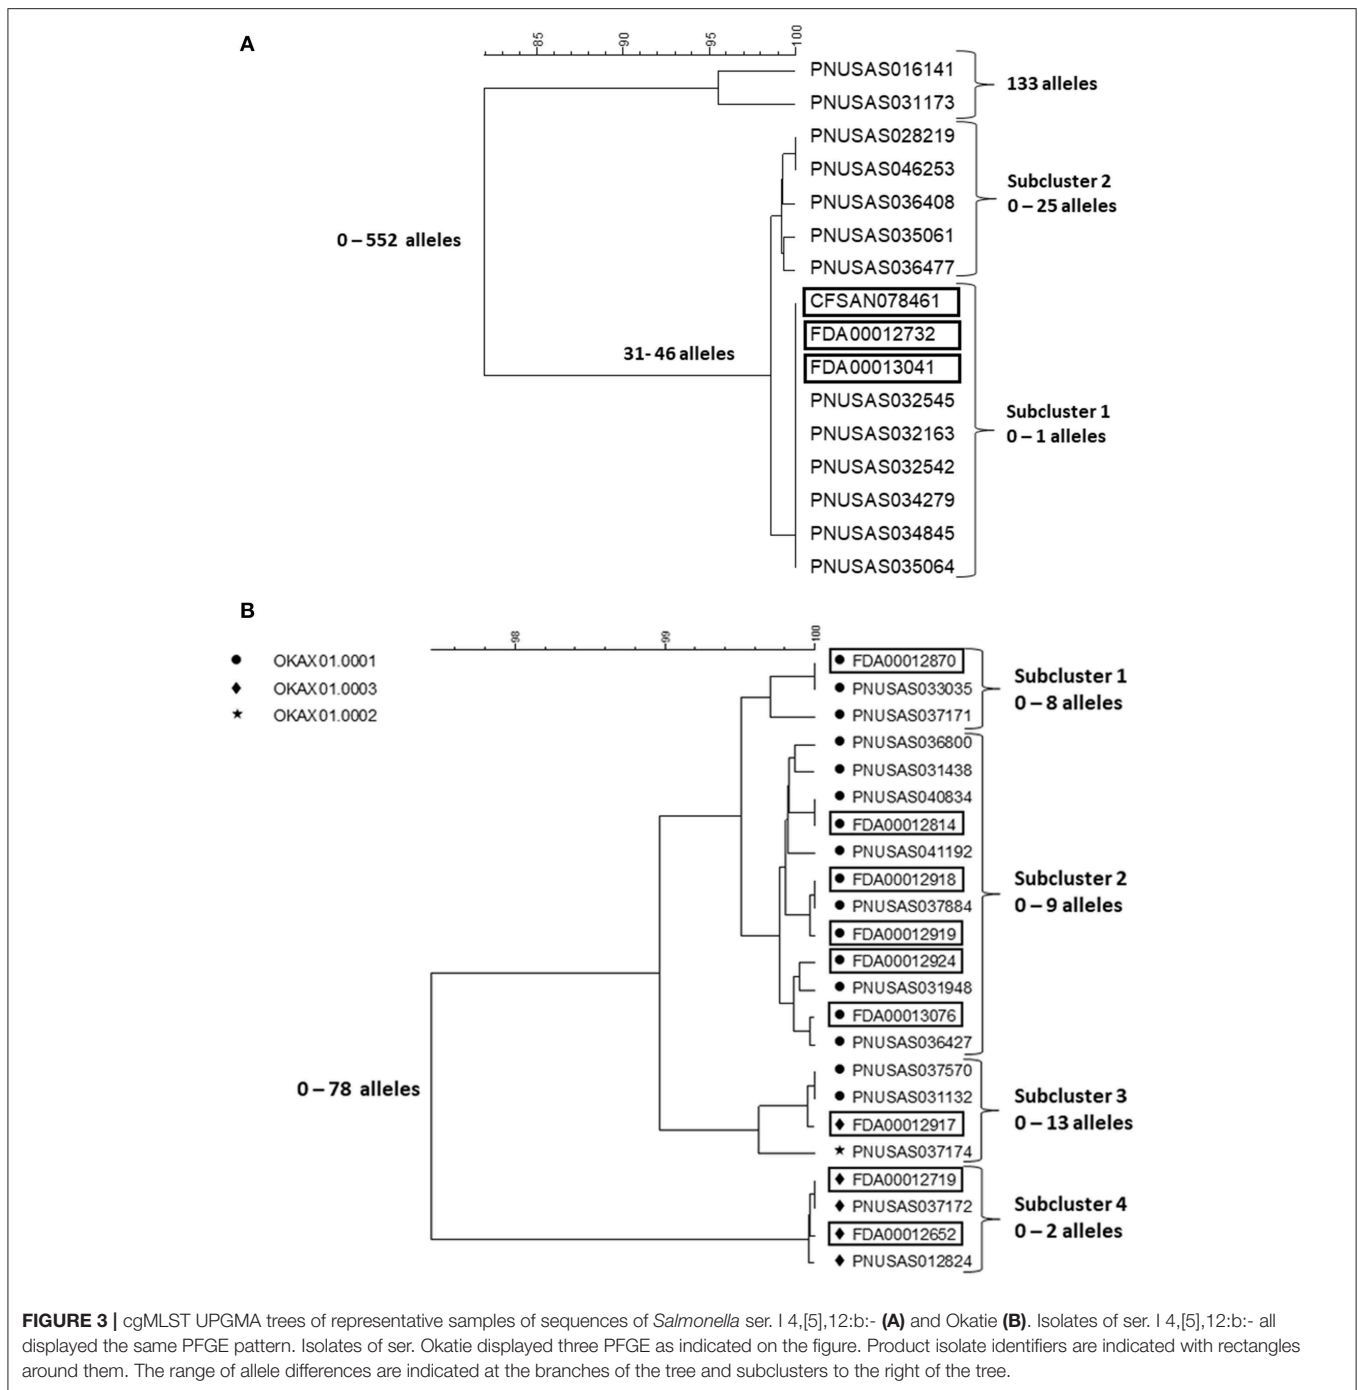 A
85
90
95
100
PNUSAS016141
PNUSAS031173
133 alleles
PNUSAS028219
PNUSAS046253
PNUSAS036408
PNUSAS035061
PNUSAS036477
Subcluster 2
0 – 25 alleles
0 – 552 alleles
31- 46 alleles
CFSAN078461
FDA00012732
FDA00013041
PNUSAS032545
PNUSAS032163
PNUSAS032542
PNUSAS034279
PNUSAS034845
PNUSAS035064
Subcluster 1
0 – 1 alleles
B
OKAX01.0001
OKAX01.0003
OKAX01.0002
98
99
100
FDA00012870
PNUSAS033035
PNUSAS037171
Subcluster 1
0 – 8 alleles
PNUSAS036800
PNUSAS031438
PNUSAS040834
FDA00012814
PNUSAS041192
FDA00012918
PNUSAS037884
FDA00012919
FDA00012924
PNUSAS031948
FDA00013076
PNUSAS036427
Subcluster 2
0 – 9 alleles
0 – 78 alleles
PNUSAS037570
PNUSAS031132
FDA00012917
PNUSAS037174
Subcluster 3
0 – 13 alleles
FDA00012719
PNUSAS037172
FDA00012652
PNUSAS012824
Subcluster 4
0 – 2 alleles
FIGURE 3 | cgMLST UPGMA trees of representative samples of sequences of Salmonella ser. I 4,[5],12:b:- (A) and Okatie (B). Isolates of ser. I 4,[5],12:b:- all
displayed the same PFGE pattern. Isolates of ser. Okatie displayed three PFGE as indicated on the figure. Product isolate identifiers are indicated with rectangles
around them. The range of allele differences are indicated at the branches of the tree and subclusters to the right of the tree.